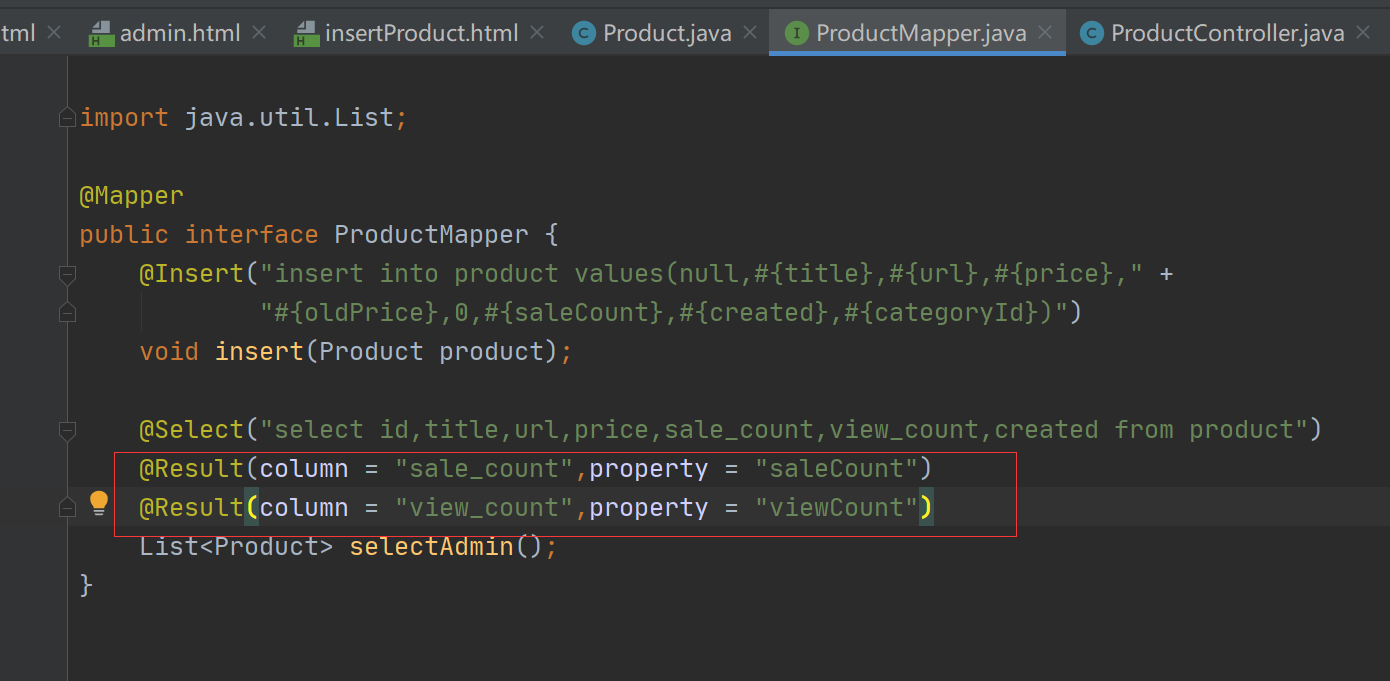 tml admin.html insertProduct.html Product.java ProductMapper.java ProductController.java
import java.util.List;
@Mapper
public interface ProductMapper {
@Insert("insert into product values(null,#{title},#{url},#{price}," +
"#{oldPrice},0,#{saleCount},#{created},#{categoryId})")
void insert(Product product);
@Select("select id,title,url,price,sale_count,view_count,created from product")
@Result(column = "sale_count",property = "saleCount")
@Result(column = "view_count",property = "viewCount")
List<Product> selectAdmin();
}